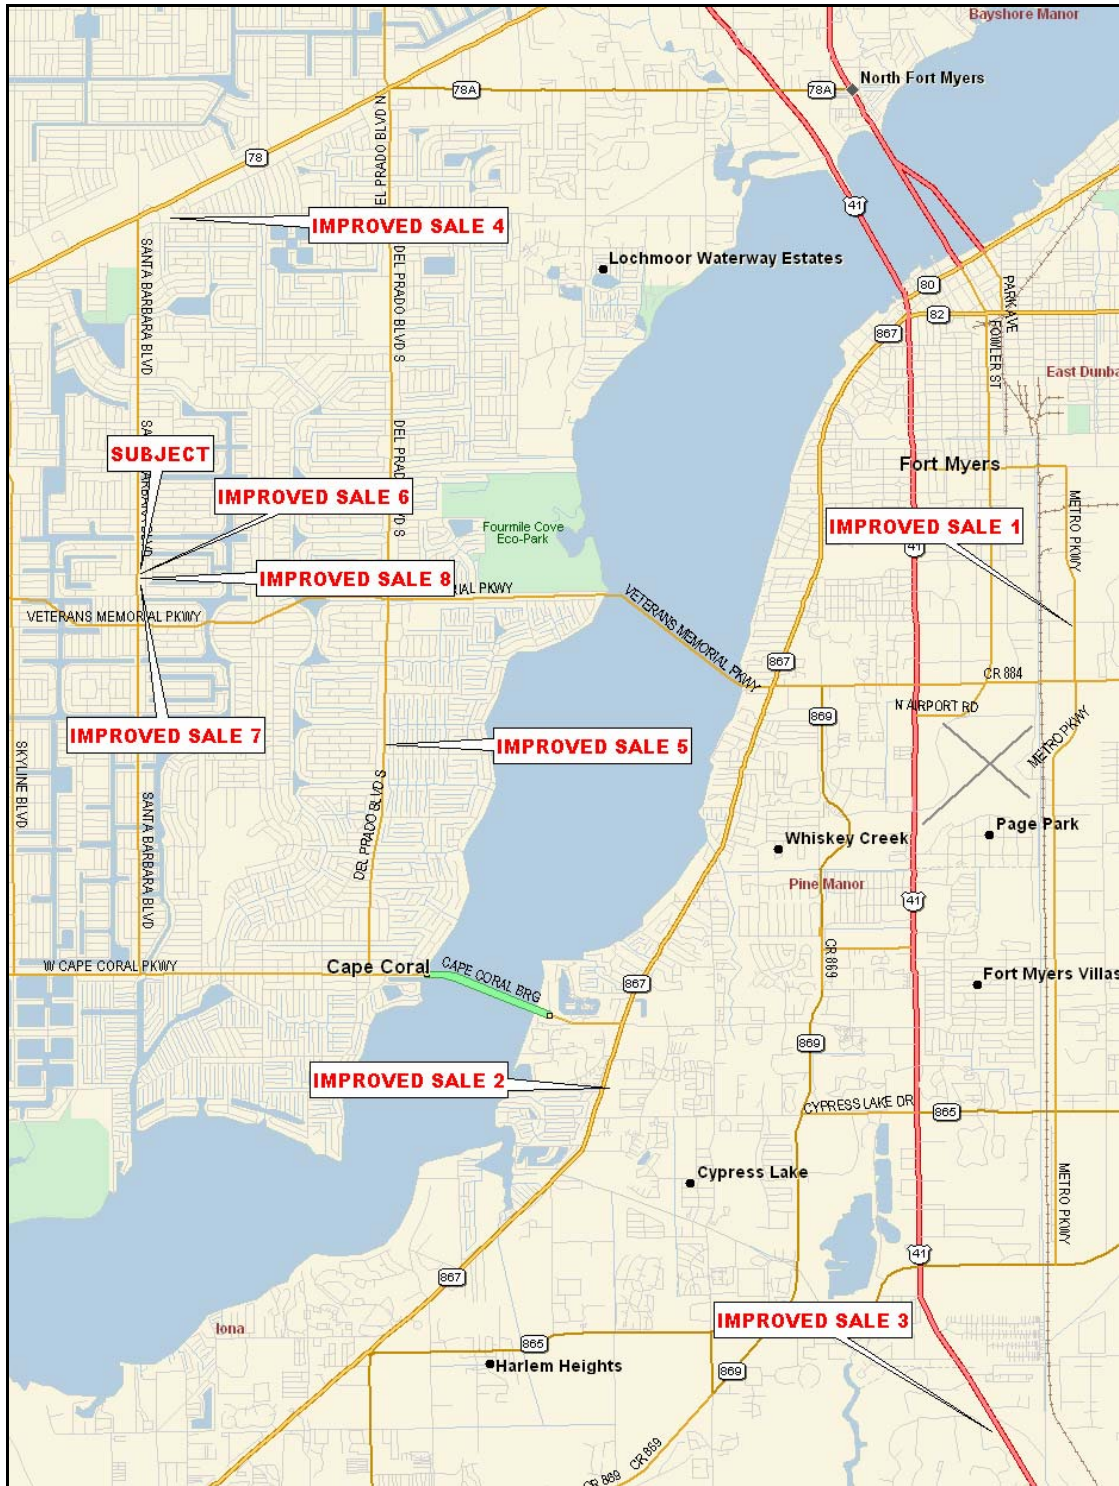 Bayshore Manor
North Fort Myers
78A
78A
78
DEL PRADO BLVD N
41
IMPROVED SALE 4
SANTA BARBARA BLVD
DEL PRADO BLVD S
Lochmoor Waterway Estates
80
82
867
PARK AVE
FOWLER ST
East Dunba
SUBJECT
Fort Myers
IMPROVED SALE 6
METRO PKWY
IMPROVED SALE 1
41
Fourmile Cove
Eco-Park
IMPROVED SALE 8
VETERANS MEMORIAL PKWY
RIAL PKWY
VETERANS MEMORIAL PKWY
867
CR 884
869
N AIRPORT RD
METRO PKWY
IMPROVED SALE 7
IMPROVED SALE 5
SKYLINE BLVD
SANTA BARBARA BLVD
DEL PRADO BLVD S
Whiskey Creek
Page Park
Pine Manor
41
W CAPE CORAL PKWY
Cape Coral
CAPE CORAL BRG
867
CR 869
Fort Myers Villas
869
IMPROVED SALE 2
CYPRESS LAKE DR
865
Cypress Lake
METRO PKWY
41
867
IMPROVED SALE 3
Iona
865
Harlem Heights
869
CR 869
CR 869